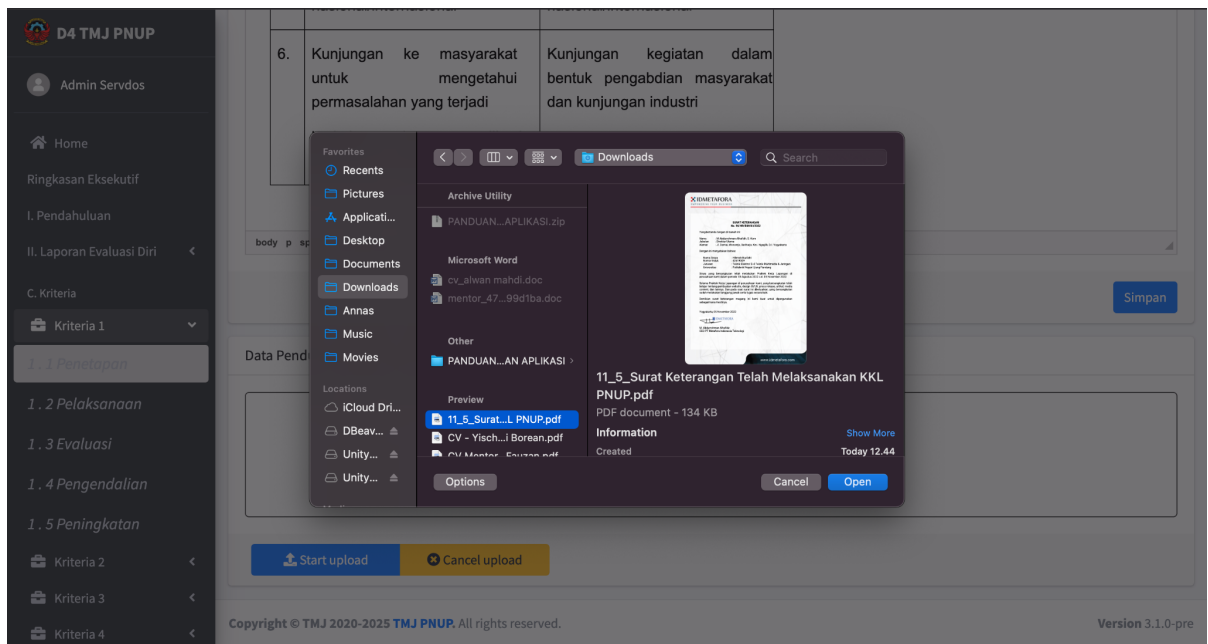 D4 TMJ PNUP
Admin Servdos
Home
Ringkasan Eksekutif
I. Pendahuluan
II. Laporan Evaluasi Diri
C. Kriteria
Kriteria 1
1 . 1 Penetapan
1 . 2 Pelaksanaan
1 . 3 Evaluasi
1 . 4 Pengendalian
1 . 5 Peningkatan
Kriteria 2
Kriteria 3
Kriteria 4
6.
Kunjungan ke masyarakat
untuk mengetahui
permasalahan yang terjadi
Kunjungan kegiatan dalam
bentuk pengabdian masyarakat
dan kunjungan industri
body p
Simpan
Data Pend
Favorites
Recents
Pictures
Applicati...
Desktop
Documents
Downloads
Annas
Music
Movies
Locations
iCloud Dri...
DBeav...
Unity...
Unity...
Downloads
Search
Archive Utility
PANDUAN...APLIKASI.zip
Microsoft Word
cv_alwan mahdi.doc
mentor_47...99d1ba.doc
Other
PANDUAN...AN APLIKASI
Preview
11_5_Surat...L PNUP.pdf
CV - Yisch...i Borean.pdf
CV Mentor...Fauzan.pdf
IDMETAFORA
SURAT KETERANGAN
11_5_Surat Keterangan Telah Melaksanakan KKL
PNUP.pdf
PDF document - 134 KB
Information
Show More
Created
Today 12.44
Options
Cancel
Open
Start upload
Cancel upload
Copyright © TMJ 2020-2025 TMJ PNUP. All rights reserved.
Version 3.1.0-pre